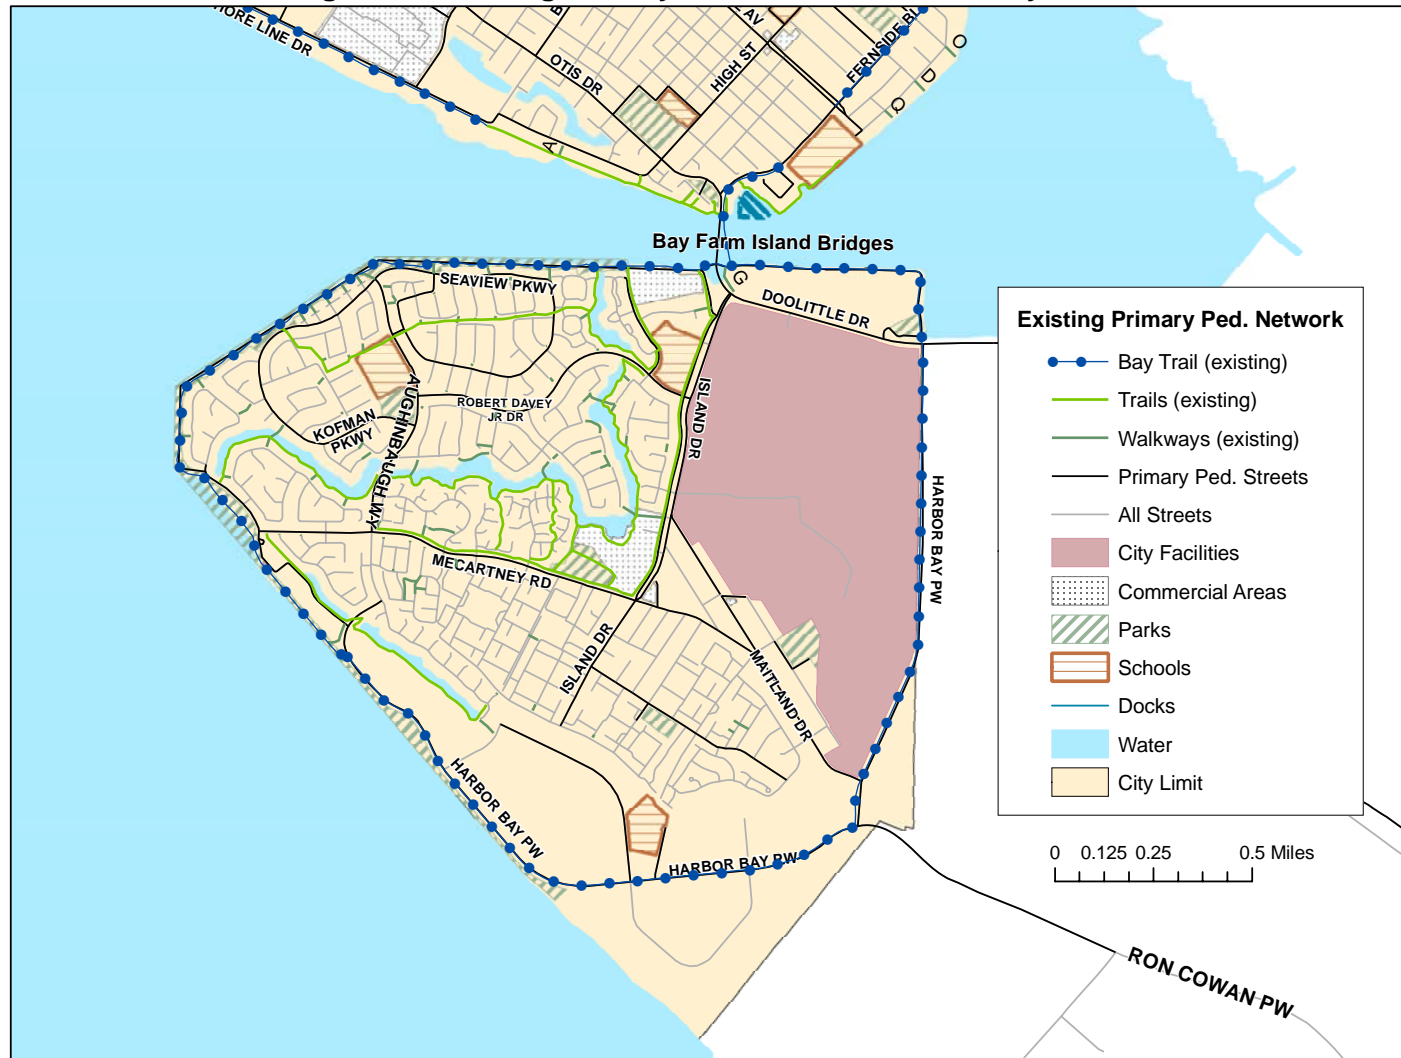 SHORE LINE DR
OTIS DR
HIGH ST
AV
FERNSIDE BL
O
D
Q
A
Bay Farm Island Bridges
G
SEAVIEW PKWY
DOOLITTLE DR
ISLAND DR
ROBERT DAVEY
JR DR
KOFMAN
PKWY
AUGHINBAUGH WY
HARBOR BAY PW
MECARTNEY RD
ISLAND DR
MAITLAND DR
HARBOR BAY PW
HARBOR BAY PW
RON COWAN PW
Existing Primary Ped. Network
Bay Trail (existing)
Trails (existing)
Walkways (existing)
Primary Ped. Streets
All Streets
City Facilities
Commercial Areas
Parks
Schools
Docks
Water
City Limit
0 0.125 0.25 0.5 Miles